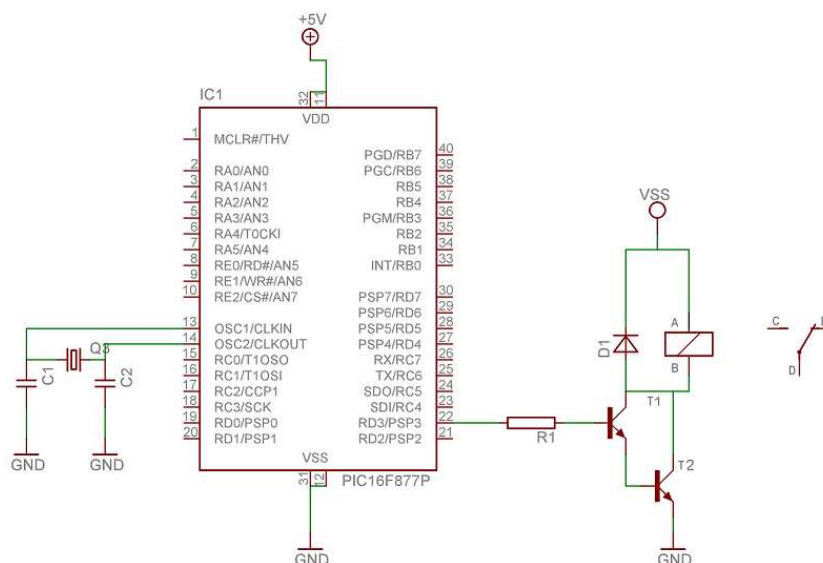 +5V
IC1
32
11
VDD
1
MCLR#/THV
2
RA0/AN0
3
RA1/AN1
4
RA2/AN2
5
RA3/AN3
6
RA4/T0CKI
7
RA5/AN4
8
RE0/RD#/AN5
9
RE1/WR#/AN6
10
RE2/CS#/AN7
13
OSC1/CLKIN
14
OSC2/CLKOUT
15
RC0/T1OSO
16
RC1/T1OSI
17
RC2/CCP1
18
RC3/SCK
19
RD0/PSP0
20
RD1/PSP1
PGD/RB7
40
PGC/RB6
39
RB5
38
RB4
37
PGM/RB3
36
RB2
35
RB1
34
INT/RB0
33
PSP7/RD7
30
PSP6/RD6
29
PSP5/RD5
28
PSP4/RD4
27
RX/RC7
26
TX/RC6
25
SDO/RC5
24
SDI/RC4
23
RD3/PSP3
22
RD2/PSP2
21
VSS
31
12
PIC16F877P
GND
Q3
C1
C2
GND
GND
R1
VSS
D1
A
B
T1
T2
GND
C
D